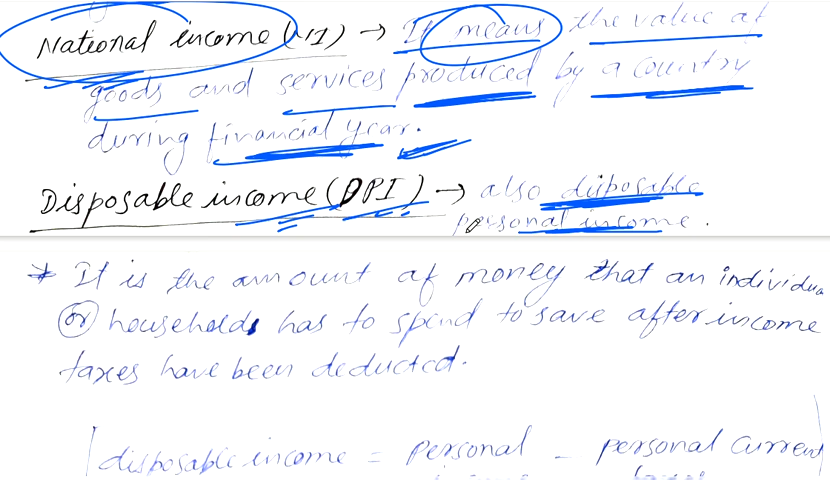 National income (NI) → It means the value of
goods and services produced by a country
during financial year.
Disposable income (DPI) → also disposable
personal income.
* It is the amount of money that an individua
or households has to spend to save after income
taxes have been deducted.
disposable income = Personal - personal current